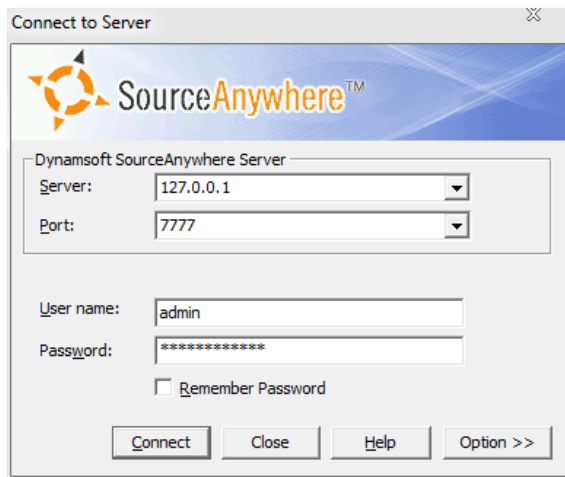 Connect to Server
SourceAnywhere™
Dynamsoft SourceAnywhere Server
Server: 127.0.0.1
Port: 7777
User name: admin
Password: ************
Remember Password
Connect Close Help Option >>